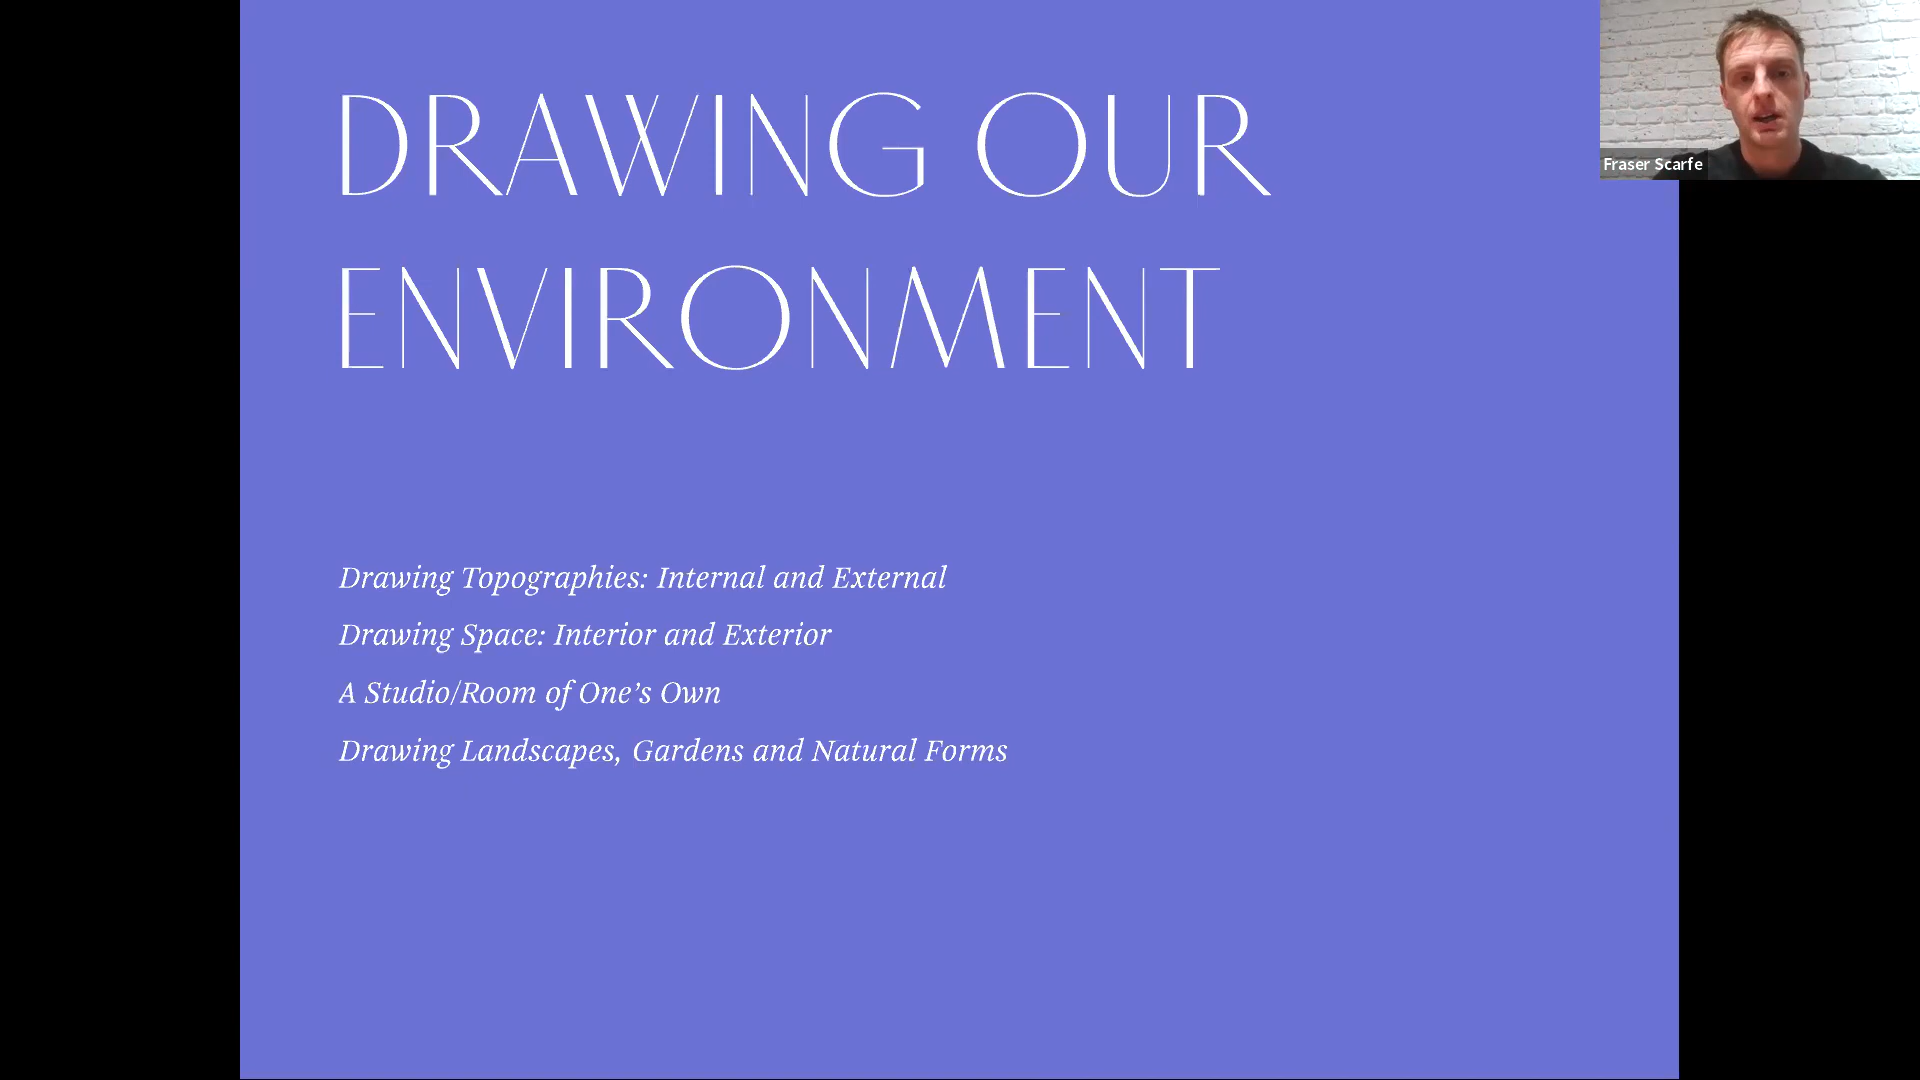 DRAWING OUR
ENVIRONMENT
Drawing Topographies: Internal and External
Drawing Space: Interior and Exterior
A Studio/Room of One’s Own
Drawing Landscapes, Gardens and Natural Forms
Fraser Scarfe